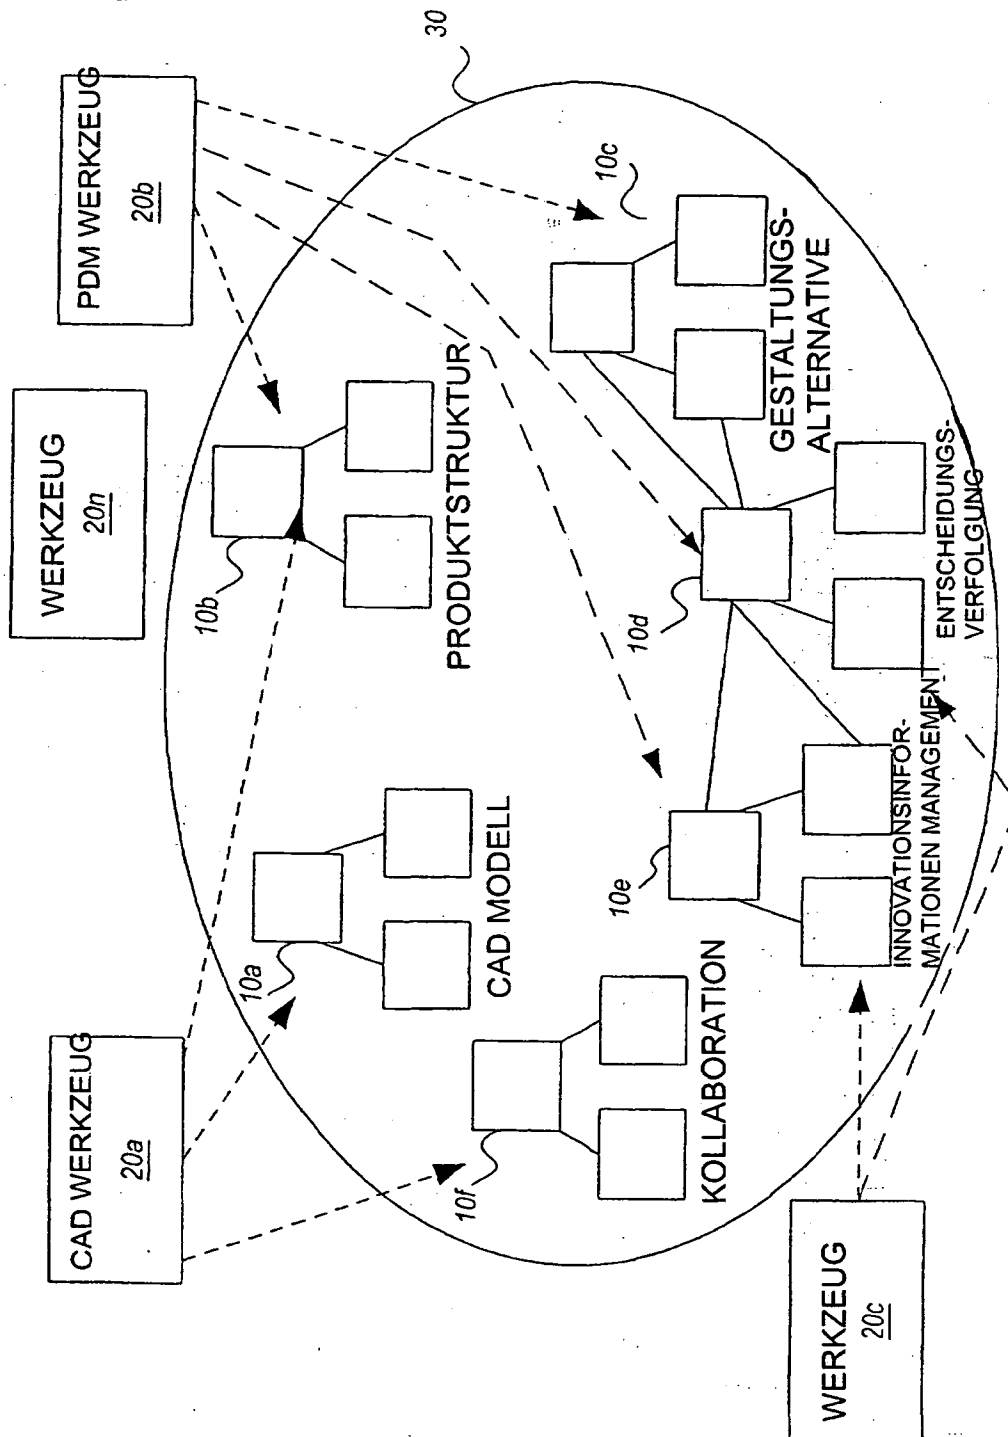 WERKZEUG
20n
CAD WERKZEUG
20a
PDM WERKZEUG
20b
30
10a
10b
10c
CAD MODELL
PRODUKTSTRUKTUR
10f
10e
10d
KOLLABORATION
GESTALTUNGS-
ALTERNATIVE
WERKZEUG
20c
INNOVATIONSINFOR-
MATIONEN MANAGEMENT
ENTSCHEIDUNGS-
VERFOLGUNG